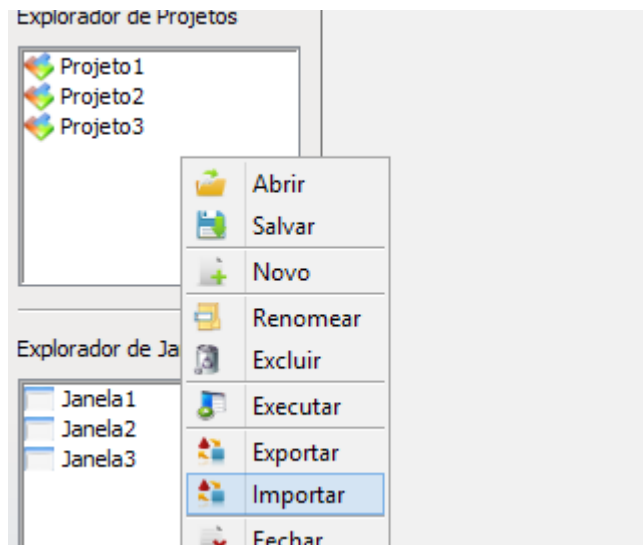 Explorador de Projetos
Projeto1
Projeto2
Projeto3
Abrir
Salvar
Novo
Renomear
Excluir
Executar
Exportar
Importar
Fechar
Explorador de Ja
Janela1
Janela2
Janela3